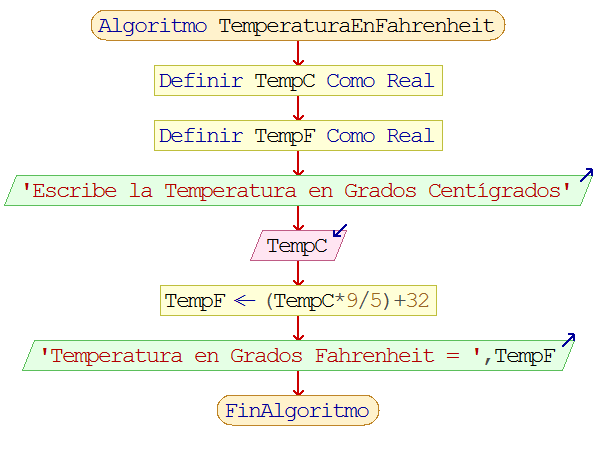 Algoritmo TemperaturaEnFahrenheit
Definir TempC Como Real
Definir TempF Como Real
'Escribe la Temperatura en Grados Centígrados'
TempC
TempF ← (TempC*9/5)+32
'Temperatura en Grados Fahrenheit = ',TempF
FinAlgoritmo